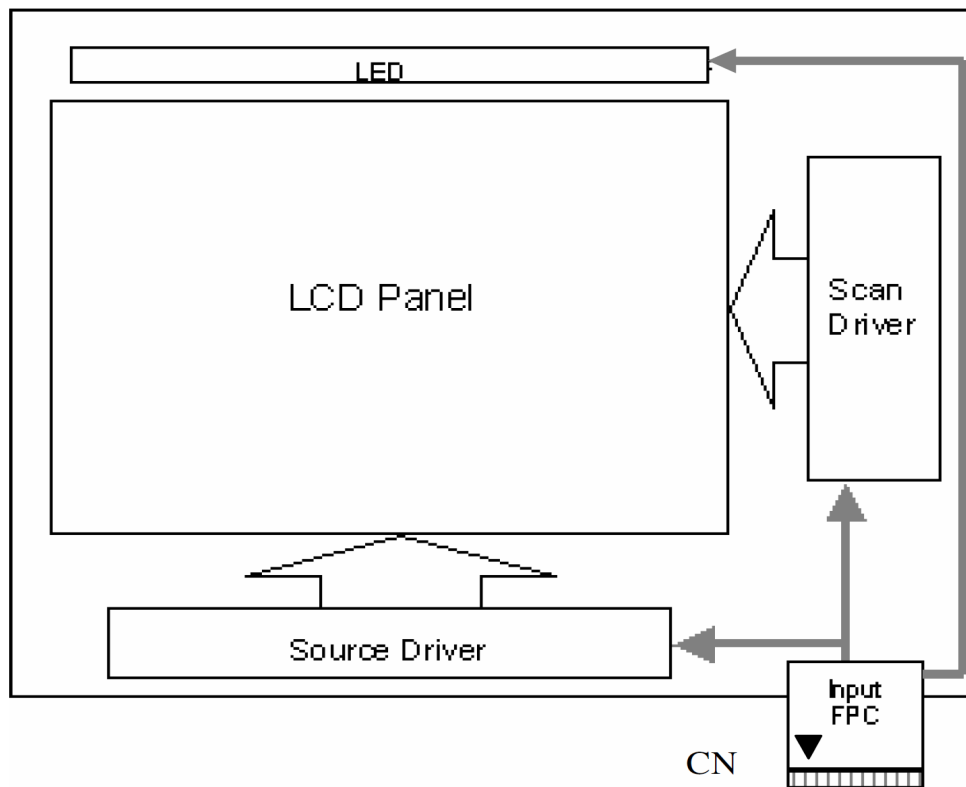 LED
LCD Panel
Scan
Driver
Source Driver
Input
FPC
CN